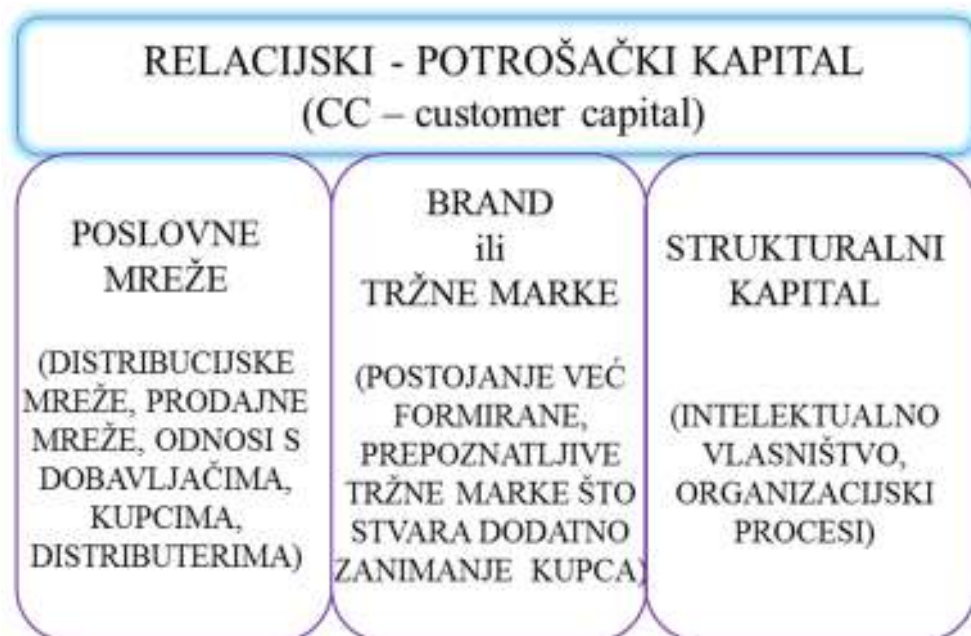 RELACIJSKI - POTROŠAČKI KAPITAL
(CC – customer capital)
POSLOVNE
MREŽE
(DISTRIBUCIJSKE
MREŽE, PRODAJNE
MREŽE, ODNOSI S
DOBAVLJAČIMA,
KUPCIMA,
DISTRIBUTERIMA)
BRAND
ili
TRŽNE MARKE
(POSTOJANJE VEĆ
FORMIRANE,
PREPOZNATLJIVE
TRŽNE MARKE ŠTO
STVARA DODATNO
ZANIMANJE KUPCA)
STRUKTURALNI
KAPITAL
(INTELEKTUALNO
VLASNIŠTVO,
ORGANIZACIJSKI
PROCESI)